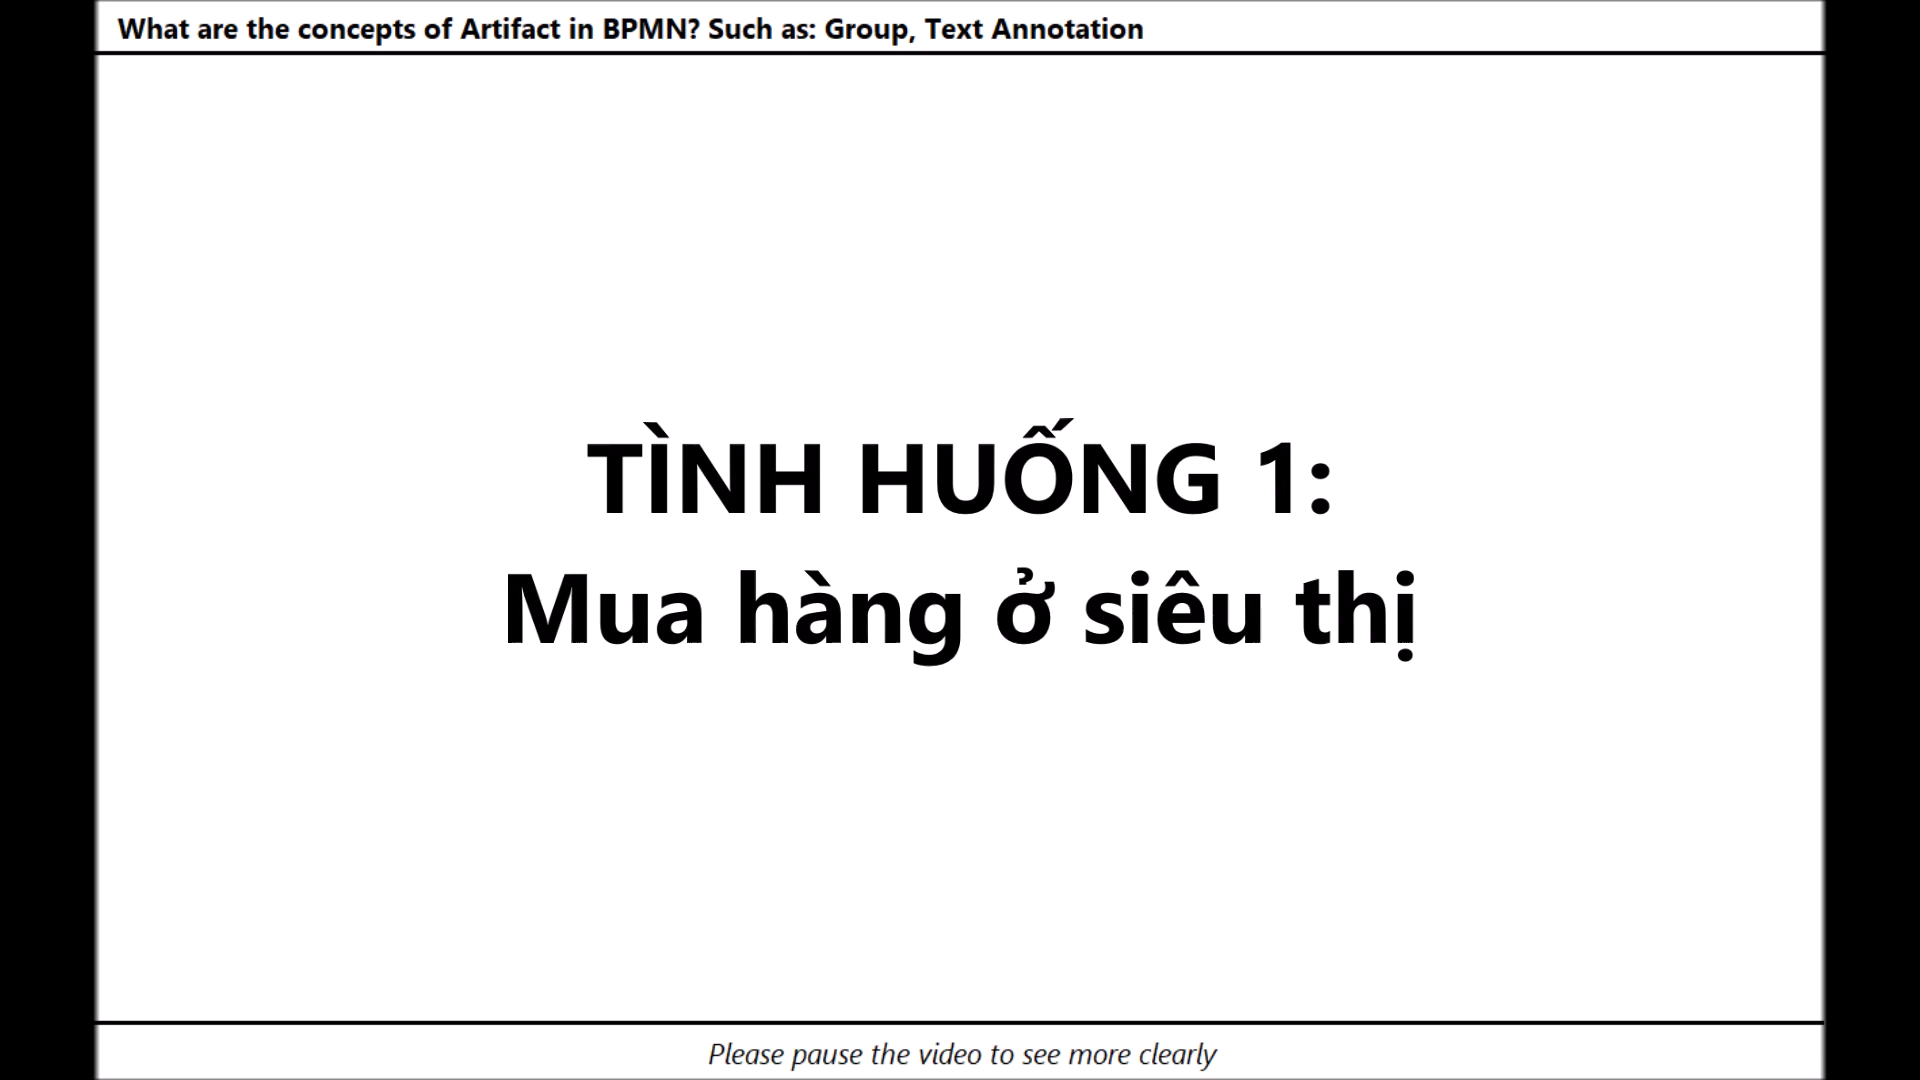 What are the concepts of Artifact in BPMN? Such as: Group, Text Annotation
TÌNH HUỐNG 1:
Mua hàng ở siêu thị
Please pause the video to see more clearly